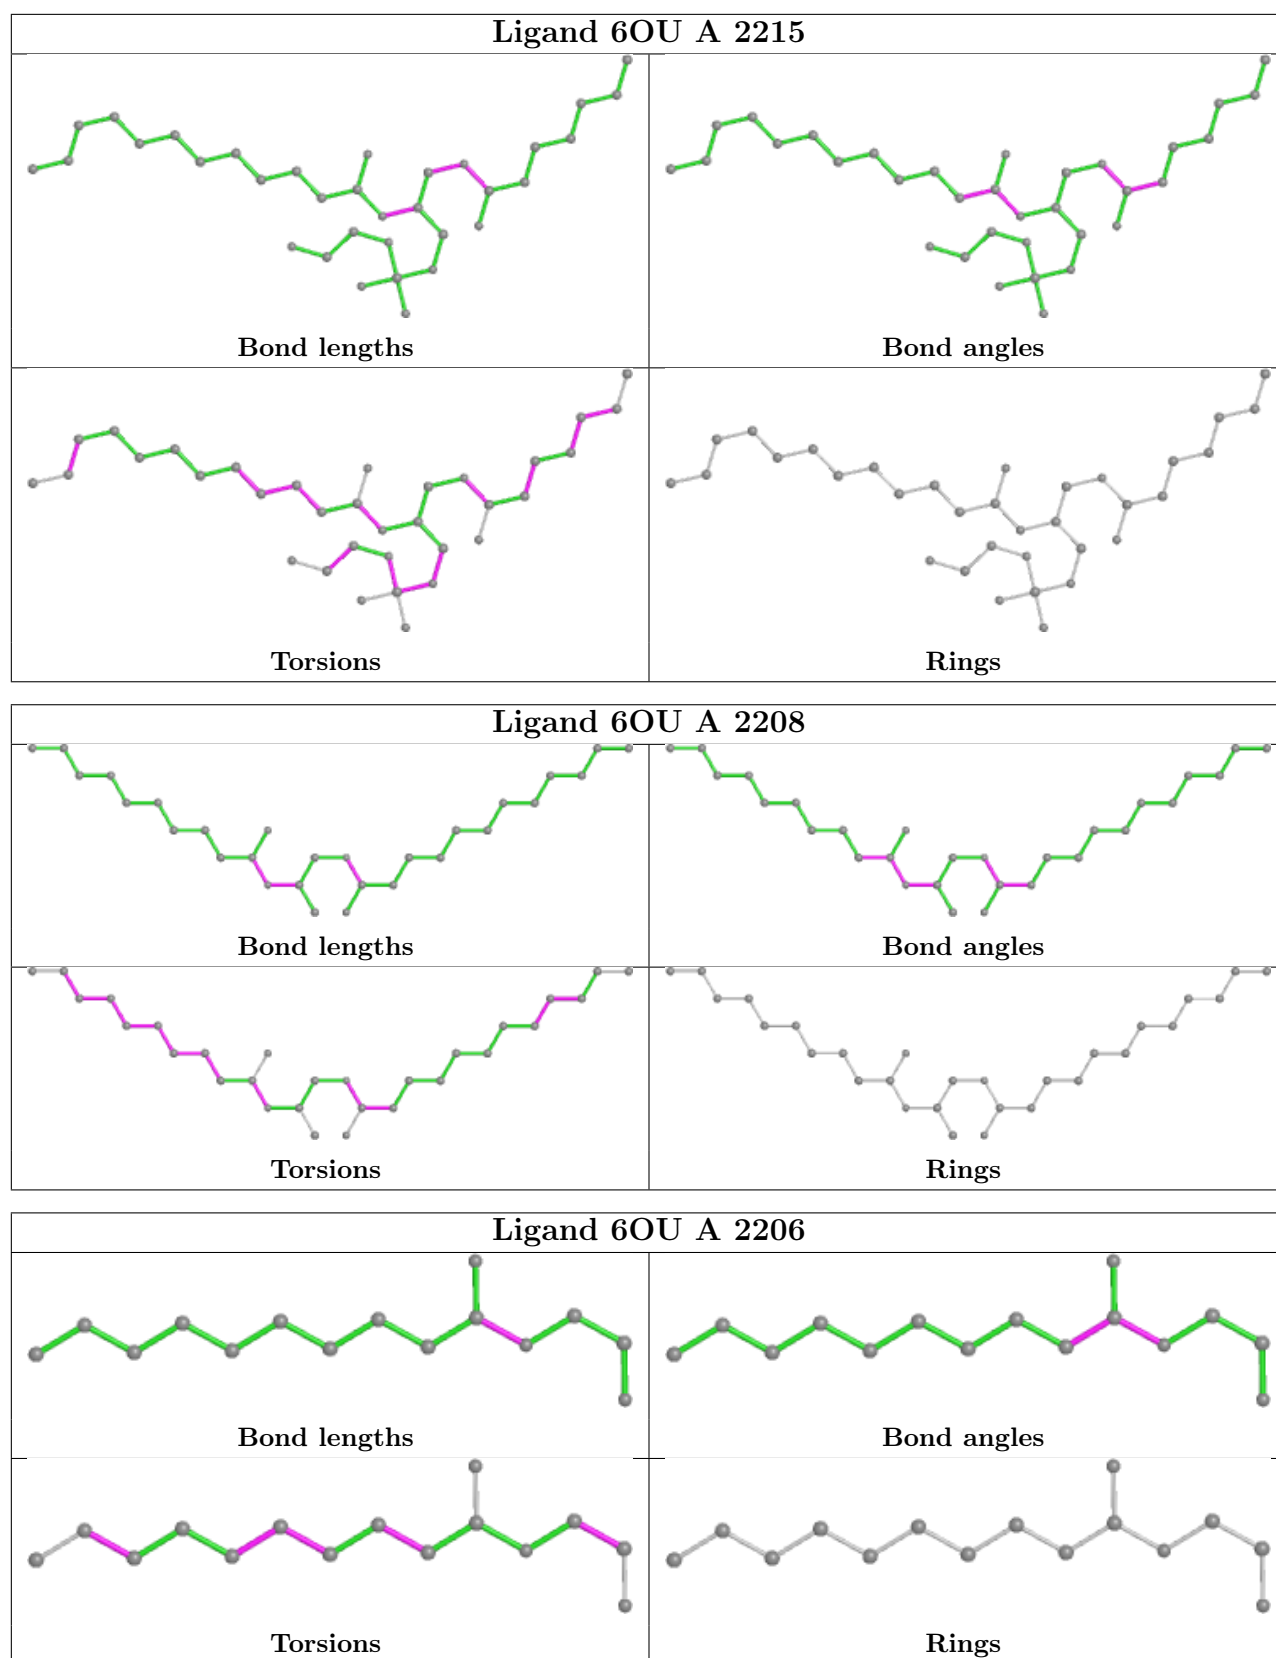 Ligand 6OU A 2215
Bond lengths
Bond angles
Torsions
Rings
Ligand 6OU A 2208
Bond lengths
Bond angles
Torsions
Rings
Ligand 6OU A 2206
Bond lengths
Bond angles
Torsions
Rings